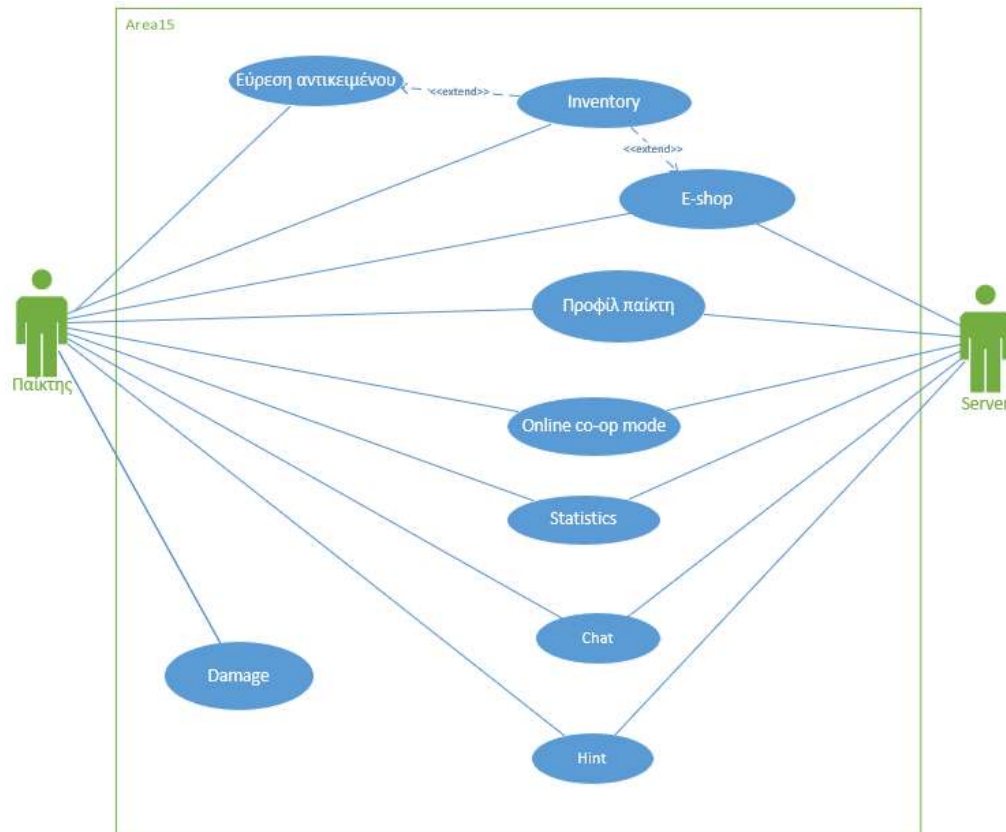 Area15
Εύρεση αντικειμένου
<<extend>>
Inventory
<<extend>>
E-shop
Προφίλ παίκτη
Παίκτης
Server
Online co-op mode
Statistics
Chat
Damage
Hint